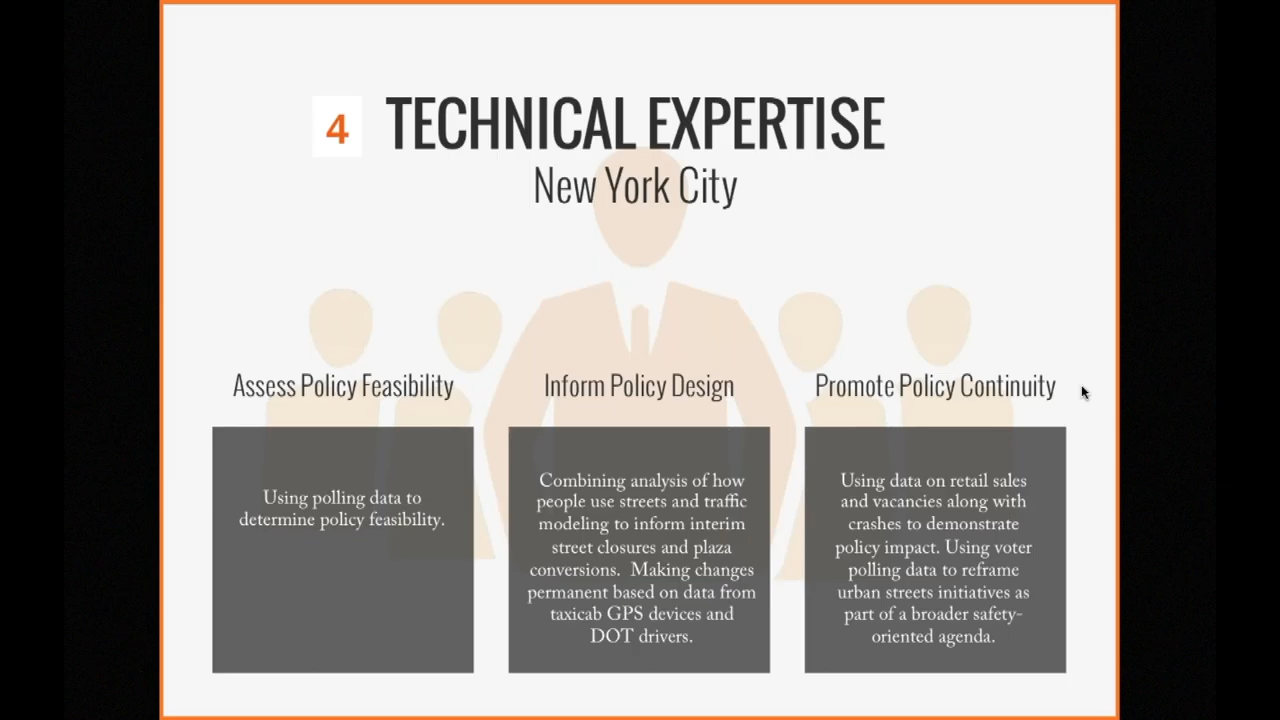 4 TECHNICAL EXPERTISE
New York City
Assess Policy Feasibility
Using polling data to
determine policy feasibility.
Inform Policy Design
Combining analysis of how
people use streets and traffic
modeling to inform interim
street closures and plaza
conversions. Making changes
permanent based on data from
taxicab GPS devices and
DOT drivers.
Promote Policy Continuity
Using data on retail sales
and vacancies along with
crashes to demonstrate
policy impact. Using voter
polling data to reframe
urban streets initiatives as
part of a broader safety-
oriented agenda.